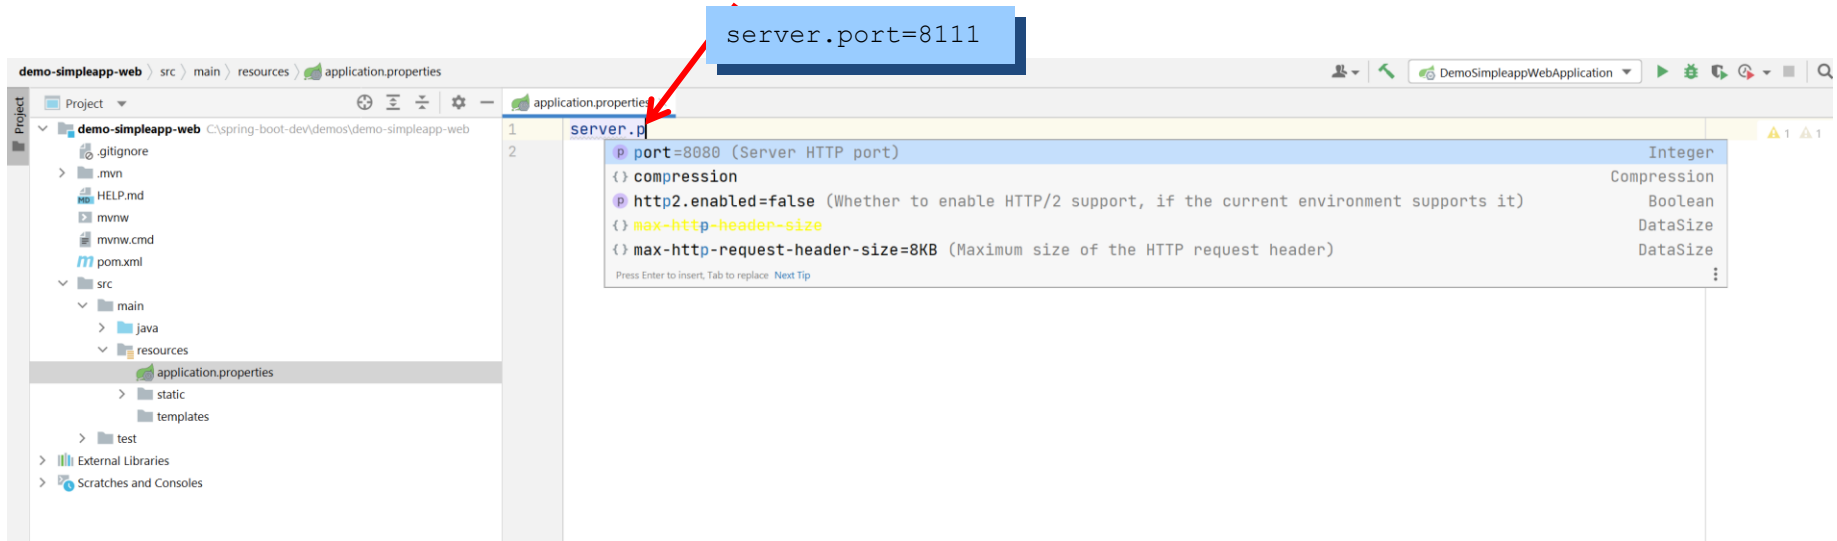 server.port=8111
demo-simpleapp-web src main resources application.properties
DemoSimpleappWebApplication
Project
Project
application.properties
demo-simpleapp-web C:\spring-boot-dev\demos\demo-simpleapp-web
.gitignore
.mvn
HELP.md
mvnw
mvnw.cmd
pom.xml
src
main
java
resources
application.properties
static
templates
test
External Libraries
Scratches and Consoles
1 server.p
1 1
2
port=8080 (Server HTTP port) Integer
compression Compression
http2.enabled=false (Whether to enable HTTP/2 support, if the current environment supports it) Boolean
max-http-header-size DataSize
max-http-request-header-size=8KB (Maximum size of the HTTP request header) DataSize
Press Enter to insert, Tab to replace Next Tip